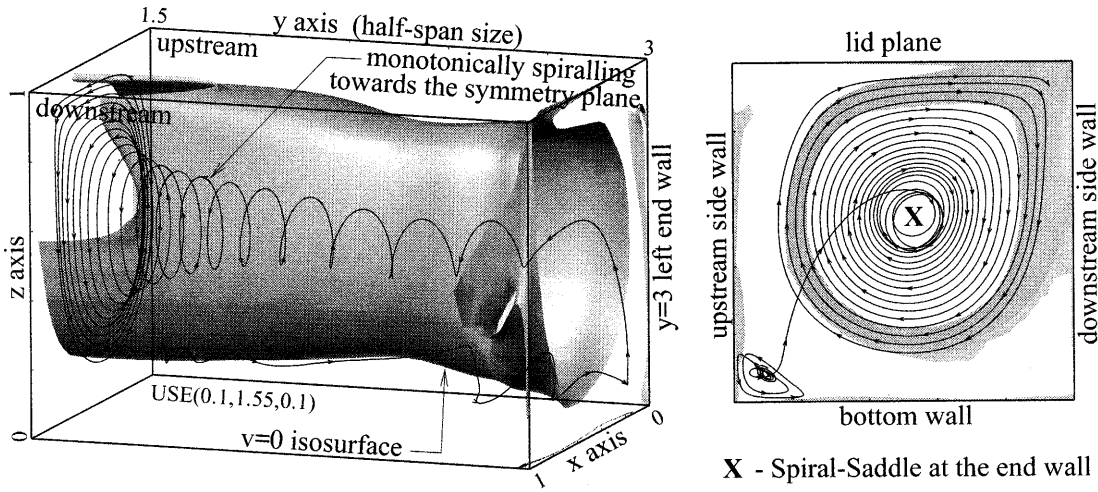 1.5
y axis (half-span size)
3
upstream
monotonically spiralling
towards the symmetry plane
1
downstream
z axis
y=3 left end wall
USE(0.1,1.55,0.1)
0
v=0 isosurface
x axis
0
1
lid plane
upstream side wall
X
downstream side wall
bottom wall
X - Spiral-Saddle at the end wall